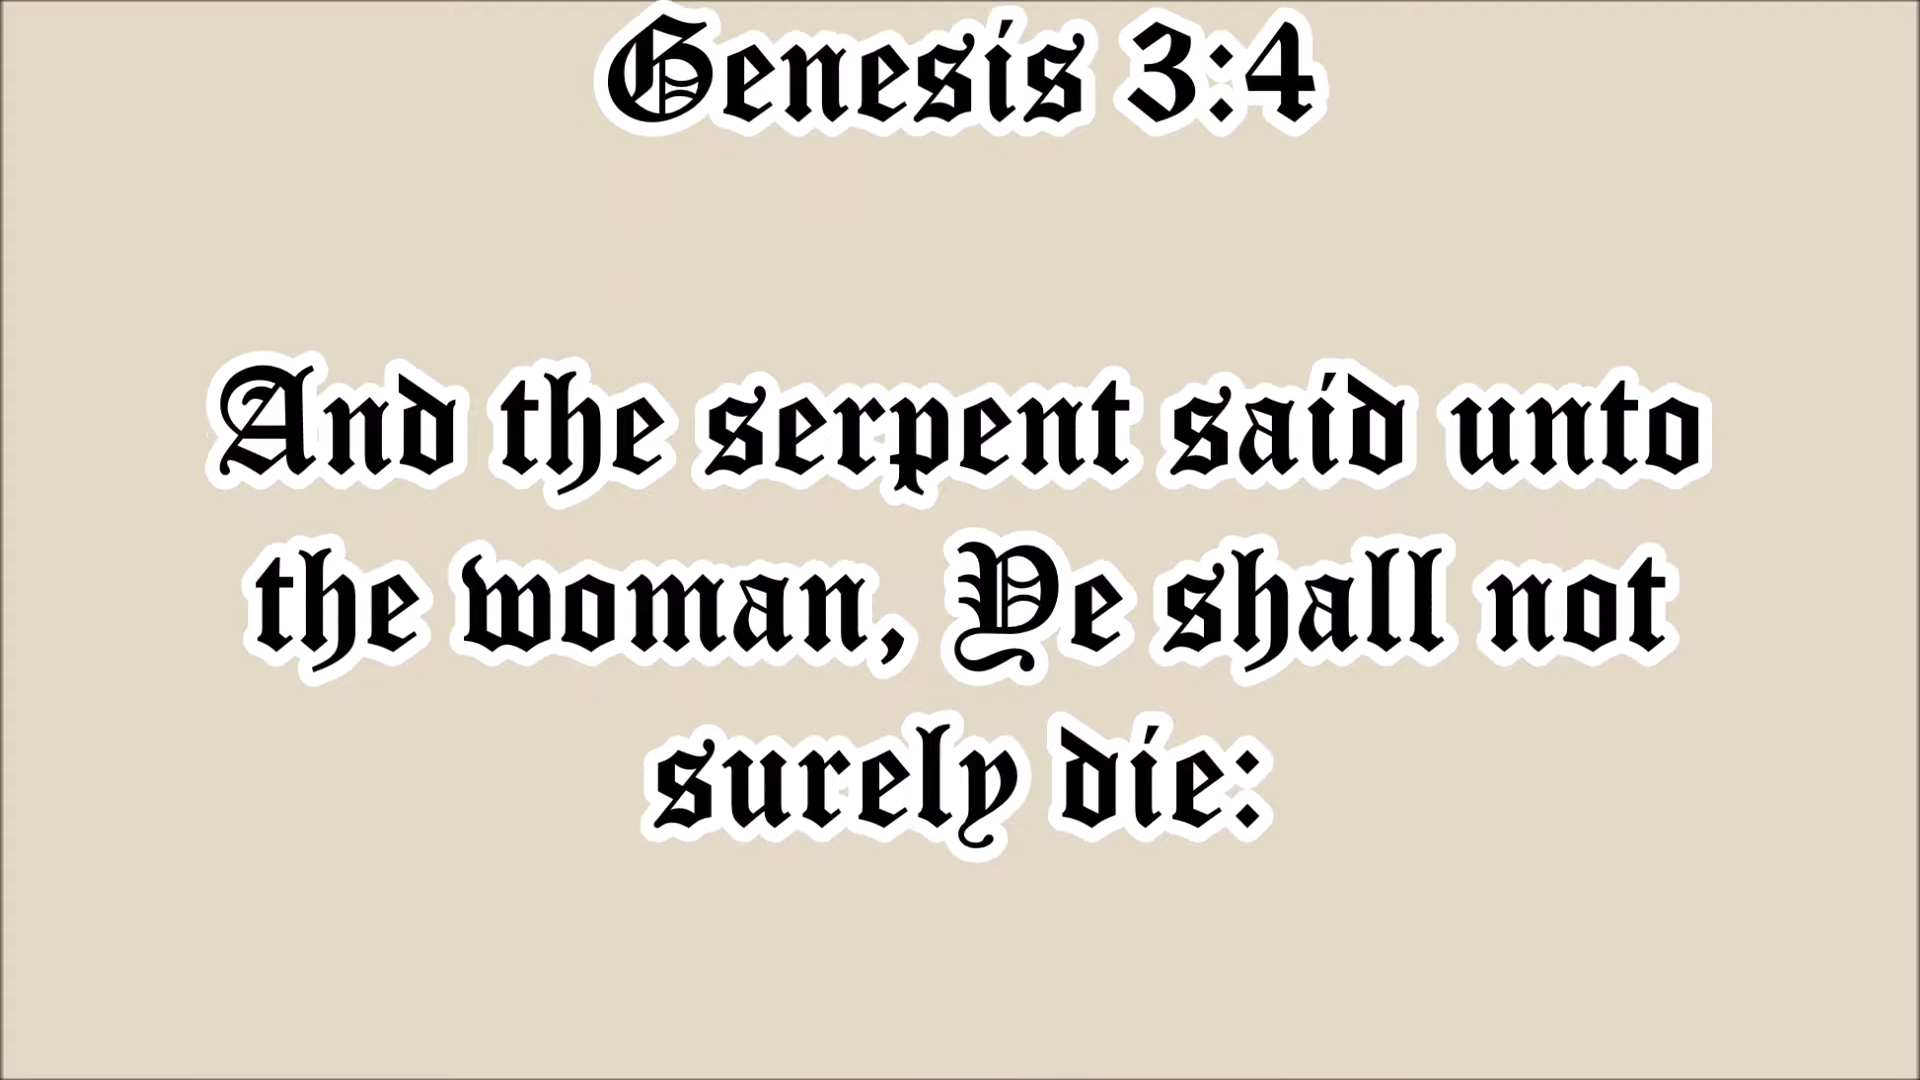 Genesis 3:4
And the serpent said unto
the woman, Ye shall not
surely die: